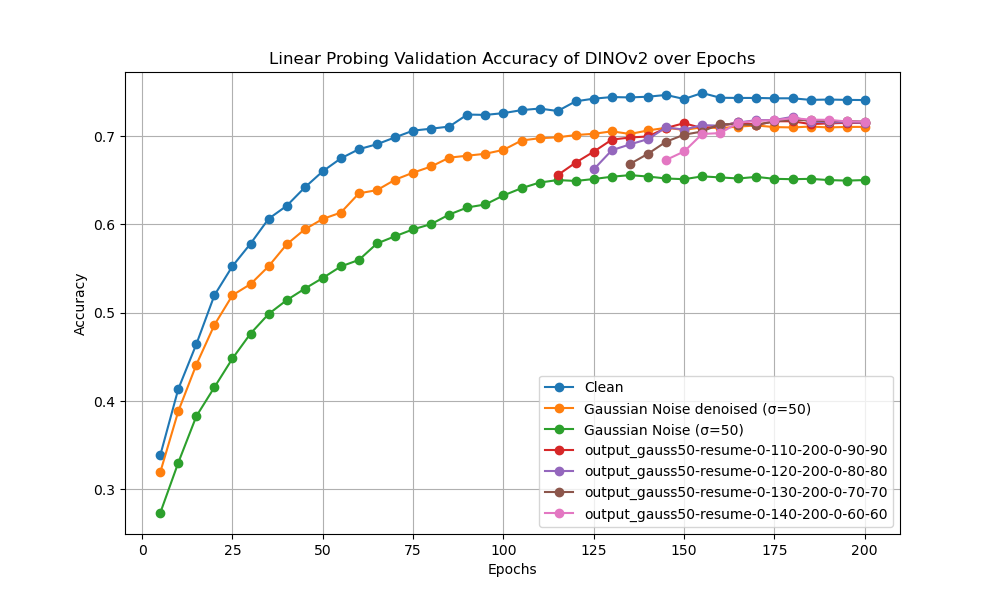 Linear Probing Validation Accuracy of DINOv2 over Epochs
Accuracy
0.7
0.6
0.5
0.4
0.3
Clean
Gaussian Noise denoised (σ=50)
Gaussian Noise (σ=50)
output_gauss50-resume-0-110-200-0-90-90
output_gauss50-resume-0-120-200-0-80-80
output_gauss50-resume-0-130-200-0-70-70
output_gauss50-resume-0-140-200-0-60-60
0 25 50 75 100 125 150 175 200
Epochs